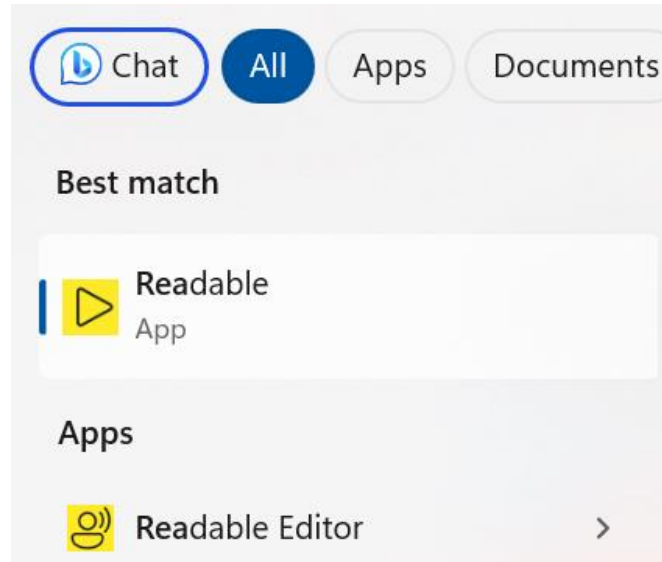 Chat All Apps Documents
Best match
Readable
App
Apps
Readable Editor